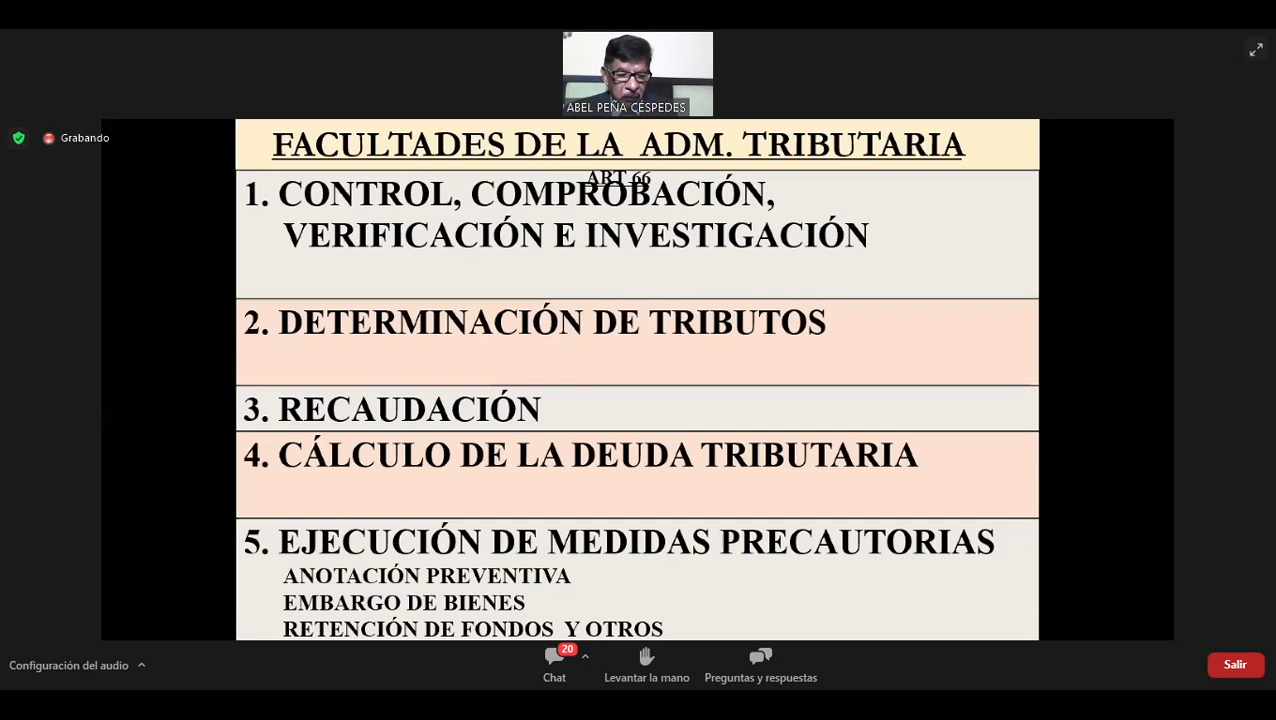 ABEL PEÑA CÉSPEDES
Grabando
FACULTADES DE LA ADM. TRIBUTARIA
ART 66
1. CONTROL, COMPROBACIÓN,
VERIFICACIÓN E INVESTIGACIÓN
2. DETERMINACIÓN DE TRIBUTOS
3. RECAUDACIÓN
4. CÁLCULO DE LA DEUDA TRIBUTARIA
5. EJECUCIÓN DE MEDIDAS PRECAUTORIAS
ANOTACIÓN PREVENTIVA
EMBARGO DE BIENES
RETENCIÓN DE FONDOS Y OTROS
Configuración del audio
20
Chat
Levantar la mano
Preguntas y respuestas
Salir